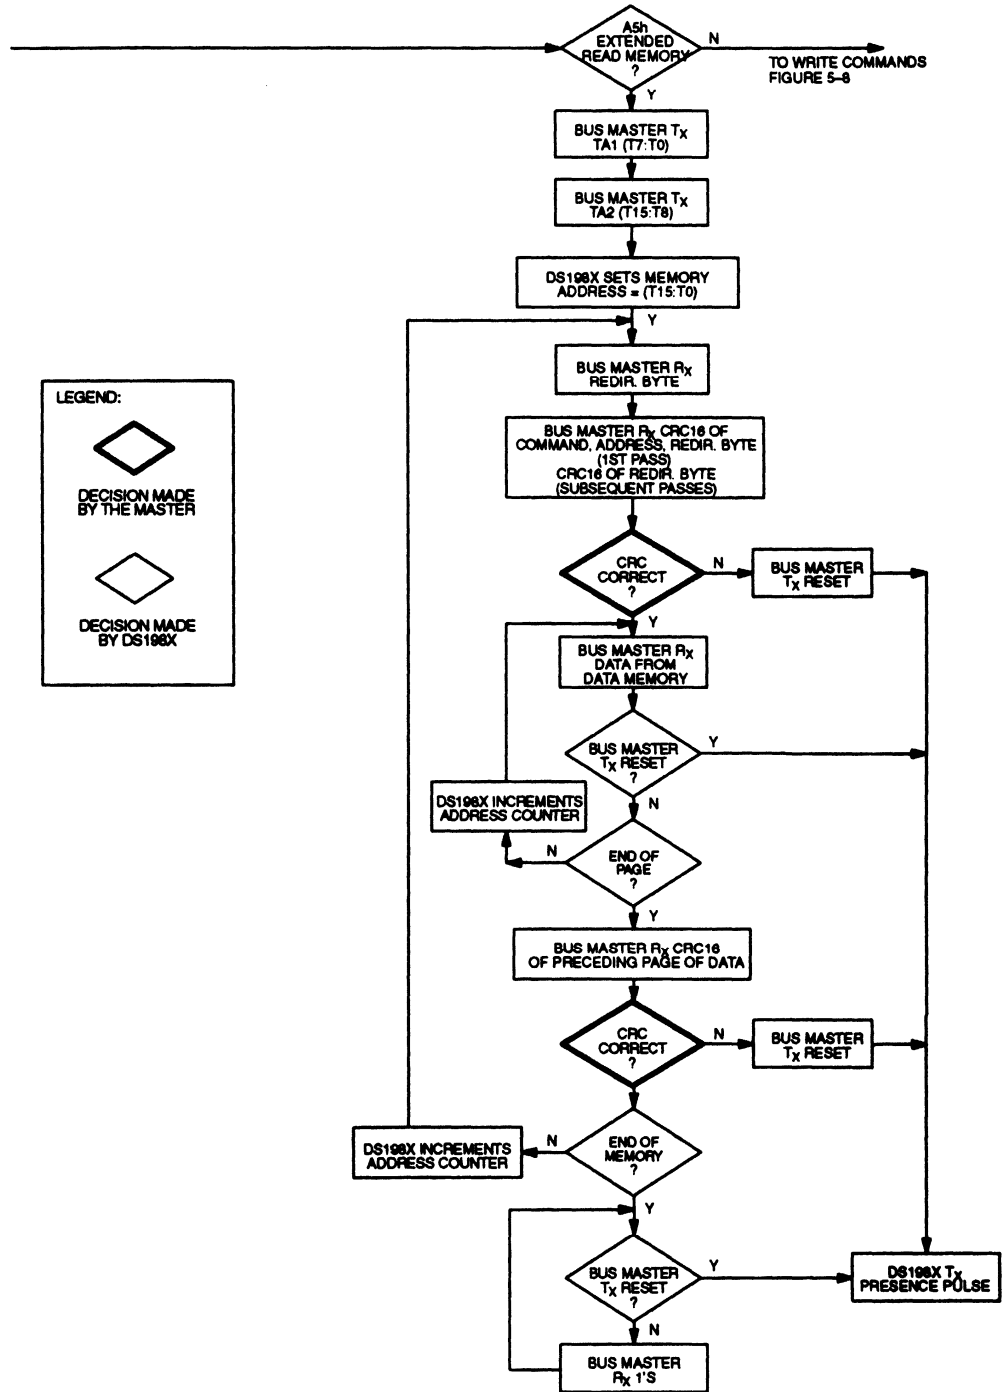 A5h
EXTENDED
READ MEMORY
?
N
TO WRITE COMMANDS
FIGURE 5–6
Y
BUS MASTER TX
TA1 (T7:T0)
BUS MASTER TX
TA2 (T15:T8)
DS198X SETS MEMORY
ADDRESS = (T15:T0)
Y
BUS MASTER RX
REDIR. BYTE
LEGEND:
DECISION MADE
BY THE MASTER
DECISION MADE
BY DS198X
BUS MASTER RX CRC16 OF
COMMAND, ADDRESS, REDIR. BYTE
(1ST PASS)
CRC16 OF REDIR. BYTE
(SUBSEQUENT PASSES)
CRC
CORRECT
?
N
BUS MASTER
TX RESET
Y
BUS MASTER RX
DATA FROM
DATA MEMORY
BUS MASTER
TX RESET
?
Y
N
DS198X INCREMENTS
ADDRESS COUNTER
END OF
PAGE
?
N
Y
BUS MASTER RX CRC16
OF PRECEDING PAGE OF DATA
CRC
CORRECT
?
N
BUS MASTER
TX RESET
END OF
MEMORY
?
N
DS198X INCREMENTS
ADDRESS COUNTER
Y
BUS MASTER
TX RESET
?
Y
DS198X TX
PRESENCE PULSE
N
BUS MASTER
RX 1'S